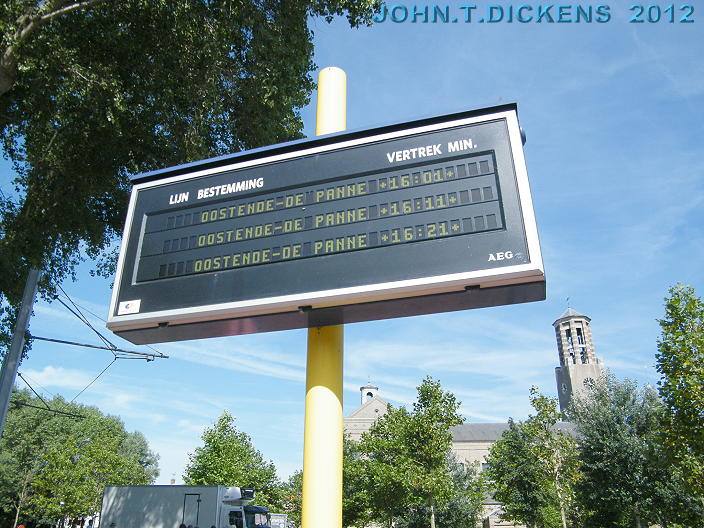 JOHN.T.DICKENS 2012
LIJN BESTEMMING VERTREK MIN.
OOSTENDE-DE PANNE +16:01+
OOSTENDE-DE PANNE +16:11+
OOSTENDE-DE PANNE +16:21+
AEG